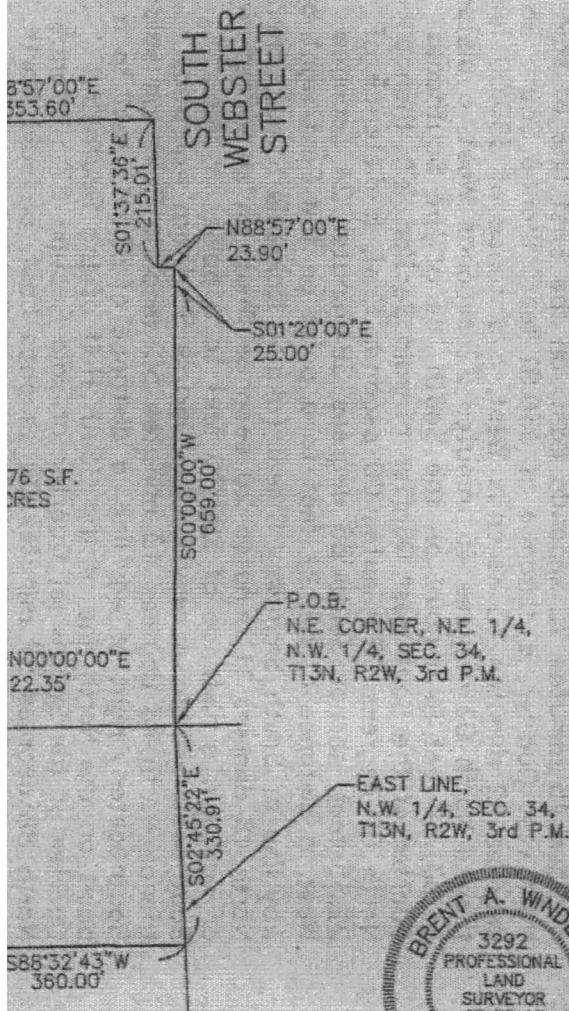 SOUTH
WEBSTER
STREET
8°57'00"E
353.60'
S01°37'36"E
215.01'
N88°57'00"E
23.90'
S01°20'00"E
25.00'
76 S.F.
CRES
S00°00'00"W
659.00'
P.O.B.
N.E. CORNER, N.E. 1/4,
N.W. 1/4, SEC. 34,
T13N, R2W, 3rd P.M.
N00°00'00"E
22.35'
S02°45'22"E
330.91'
EAST LINE,
N.W. 1/4, SEC. 34,
T13N, R2W, 3rd P.M.
S88°32'43"W
360.00'
BRENT A. WINDE
3292
PROFESSIONAL
LAND
SURVEYOR